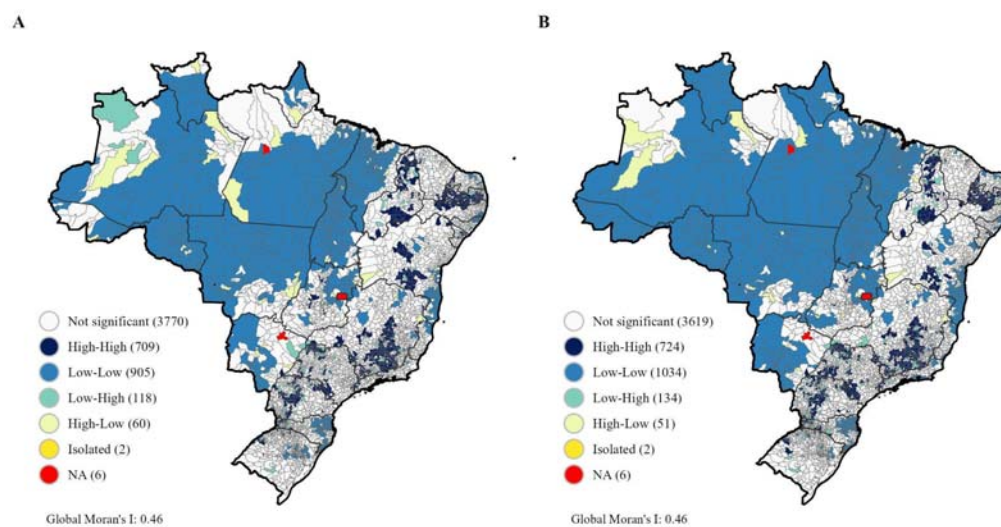 A
B
Not significant (3770)
High-High (709)
Low-Low (905)
Low-High (118)
High-Low (60)
Isolated (2)
NA (6)
Global Moran's I: 0.46
Not significant (3619)
High-High (724)
Low-Low (1034)
Low-High (134)
High-Low (51)
Isolated (2)
NA (6)
Global Moran's I: 0.46